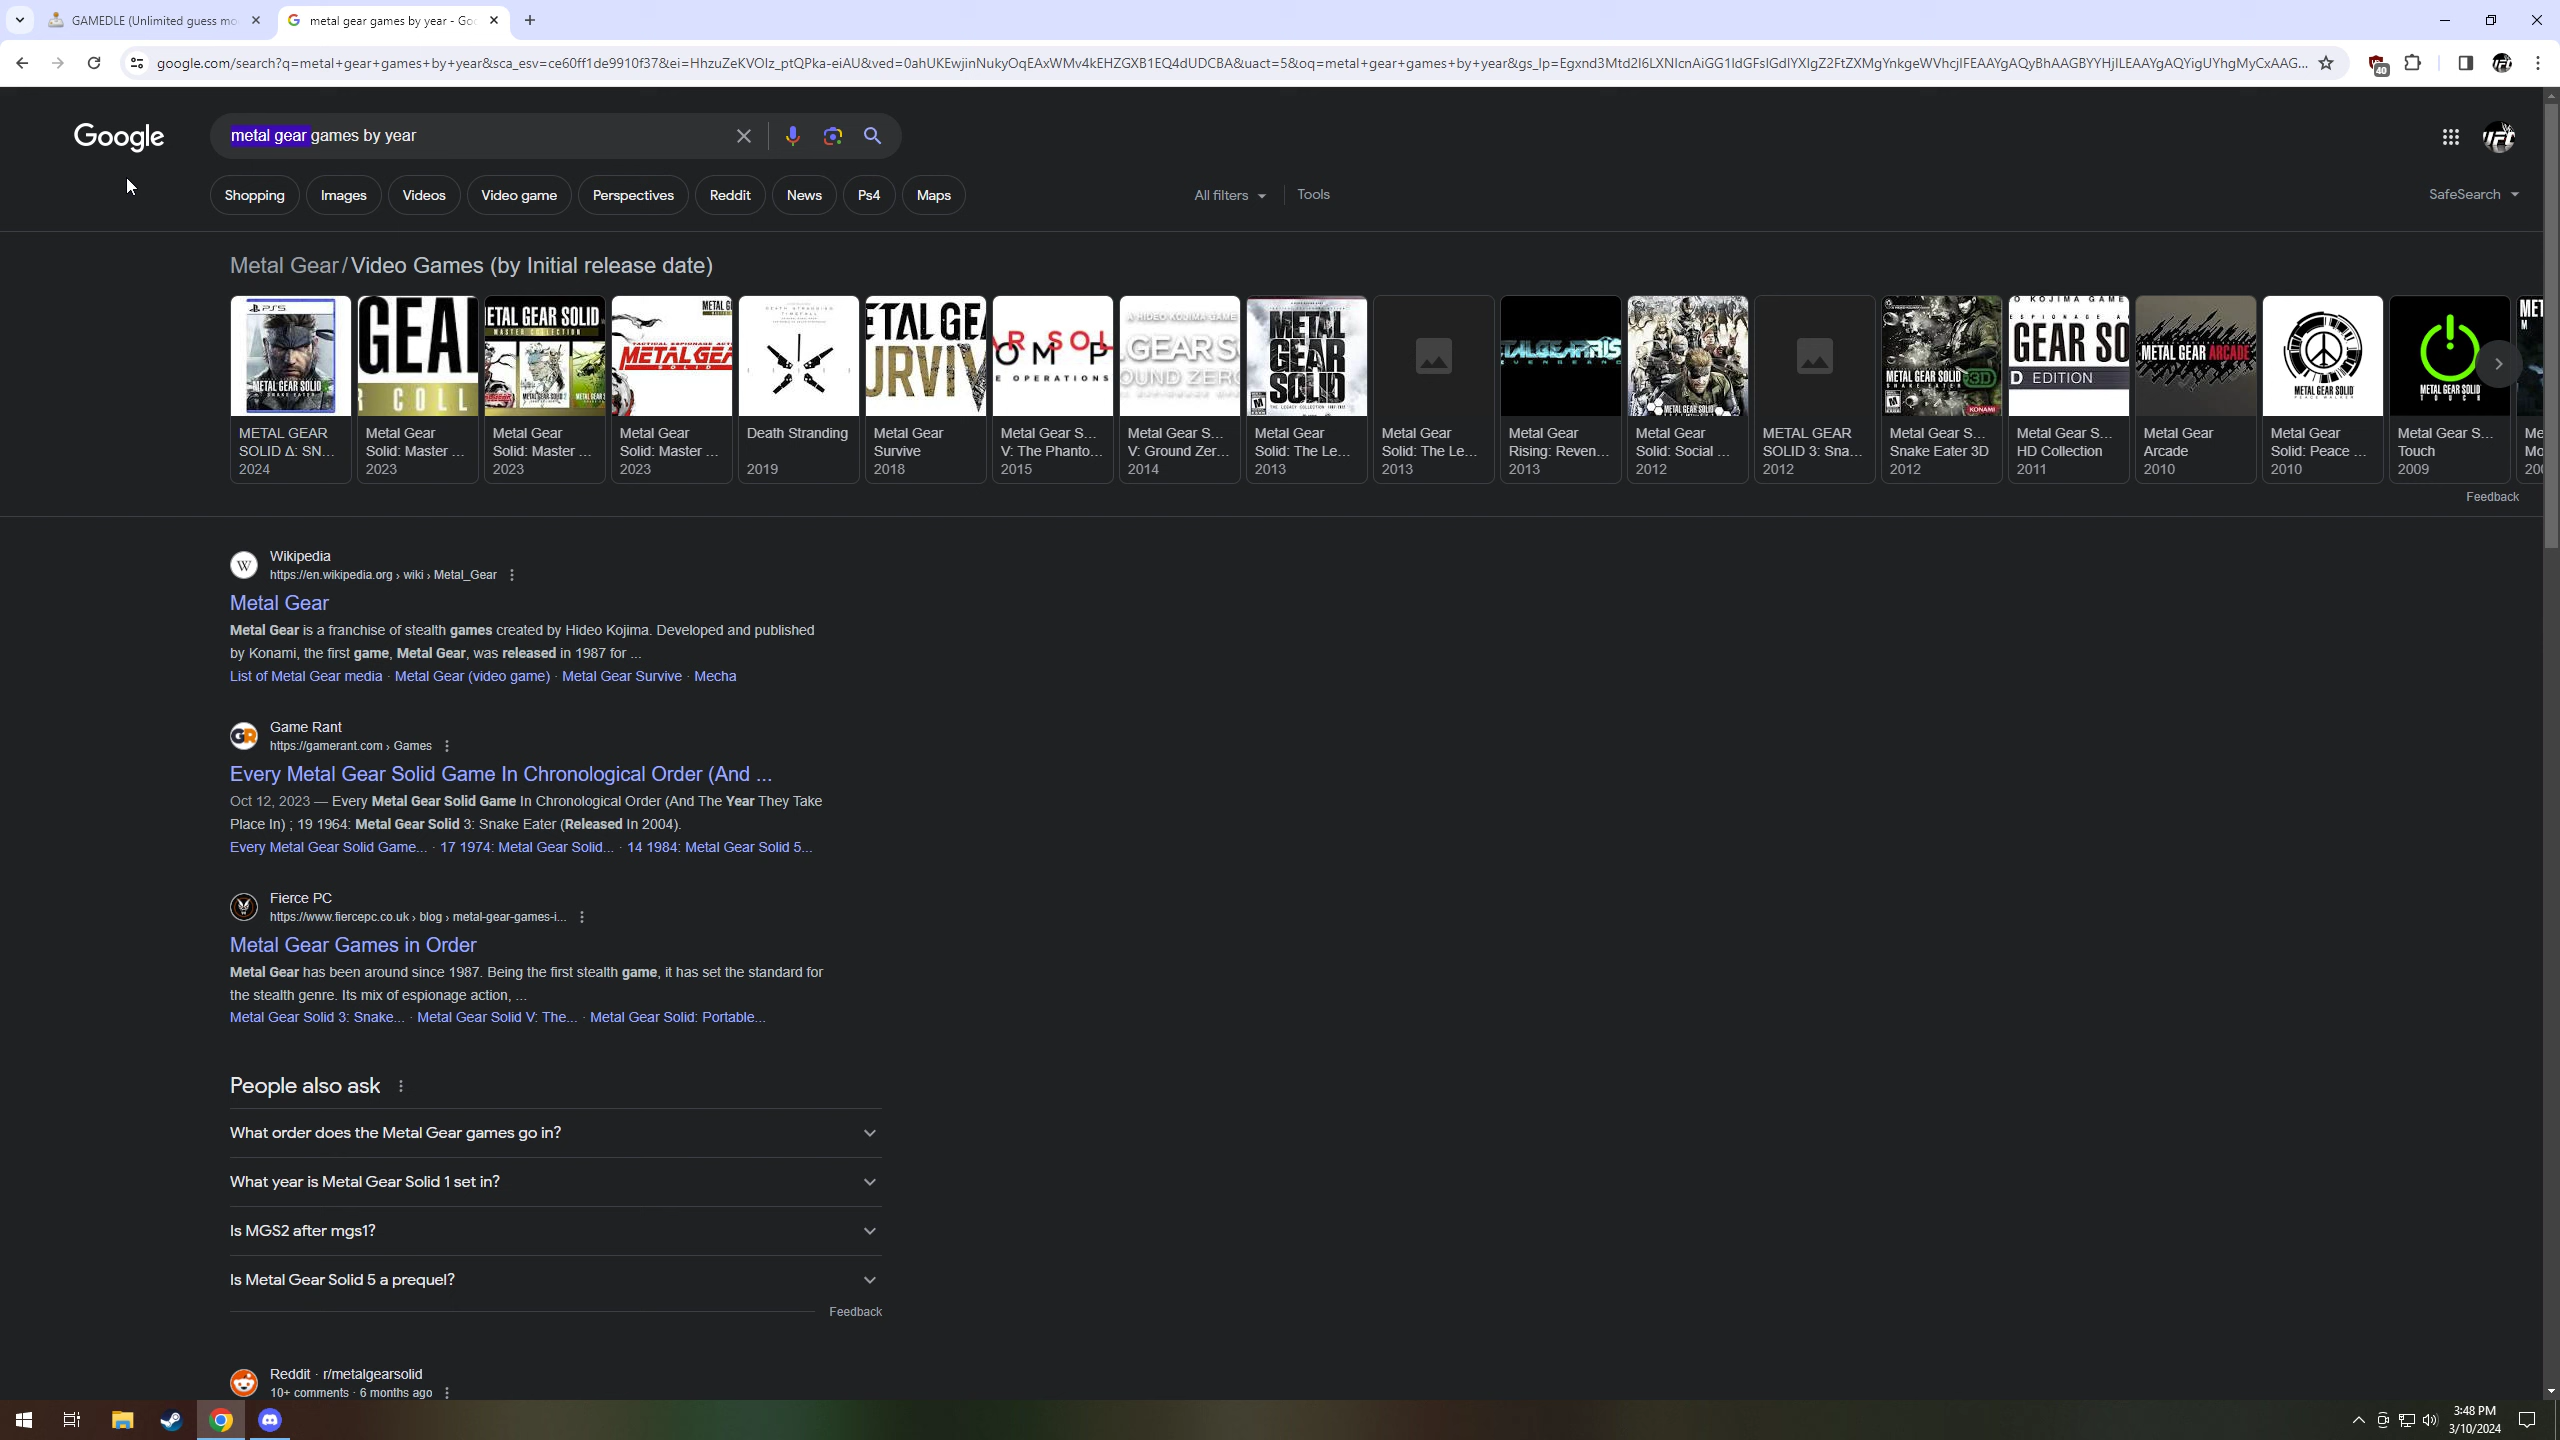 GAMEDLE (Unlimited guess mo
metal gear games by year - Goo
google.com/search?q=metal+gear+games+by+year&sca_esv=ce60ff1de9910f37&ei=HhzuZeKVOIz_ptQPka-eiAU&ved=0ahUKEwjinNukyOqEAxWMv4kEHZGXB1EQ4dUDCBA&uact=5&oq=metal+gear+games+by+year&gs_lp=Egxnd3Mtd2l6LXNlcnAiGG1ldGFsIGdlYXIgZ2FtZXMgYnkgeWVhcjIFEAAYgAQyBhAAGBYYHjILEAAYgAQYigUYhgMyCxAAG...
40
Google
metal gear games by year
Shopping
Images
Videos
Video game
Perspectives
Reddit
News
Ps4
Maps
All filters
Tools
SafeSearch
Metal Gear/Video Games (by Initial release date)
METAL GEAR
SOLID Δ: SN...
2024
Metal Gear
Solid: Master ...
2023
Metal Gear
Solid: Master ...
2023
Metal Gear
Solid: Master ...
2023
Death Stranding
2019
Metal Gear
Survive
2018
Metal Gear S...
V: The Phanto...
2015
Metal Gear S...
V: Ground Zer...
2014
Metal Gear
Solid: The Le...
2013
Metal Gear
Solid: The Le...
2013
Metal Gear
Rising: Reven...
2013
Metal Gear
Solid: Social ...
2012
METAL GEAR
SOLID 3: Sna...
2012
Metal Gear S...
Snake Eater 3D
2012
Metal Gear S...
HD Collection
2011
Metal Gear
Arcade
2010
Metal Gear
Solid: Peace ...
2010
Metal Gear S...
Touch
2009
Feedback
Wikipedia
https://en.wikipedia.org › wiki › Metal_Gear
Metal Gear
Metal Gear is a franchise of stealth games created by Hideo Kojima. Developed and published
by Konami, the first game, Metal Gear, was released in 1987 for ...
List of Metal Gear media · Metal Gear (video game) · Metal Gear Survive · Mecha
Game Rant
https://gamerant.com › Games
Every Metal Gear Solid Game In Chronological Order (And ...
Oct 12, 2023 — Every Metal Gear Solid Game In Chronological Order (And The Year They Take
Place In) ; 19 1964: Metal Gear Solid 3: Snake Eater (Released In 2004).
Every Metal Gear Solid Game... · 17 1974: Metal Gear Solid... · 14 1984: Metal Gear Solid 5...
Fierce PC
https://www.fiercepc.co.uk › blog › metal-gear-games-i...
Metal Gear Games in Order
Metal Gear has been around since 1987. Being the first stealth game, it has set the standard for
the stealth genre. Its mix of espionage action, ...
Metal Gear Solid 3: Snake... · Metal Gear Solid V: The... · Metal Gear Solid: Portable...
People also ask
What order does the Metal Gear games go in?
What year is Metal Gear Solid 1 set in?
Is MGS2 after mgs1?
Is Metal Gear Solid 5 a prequel?
Feedback
Reddit · r/metalgearsolid
10+ comments · 6 months ago
3:48 PM
3/10/2024